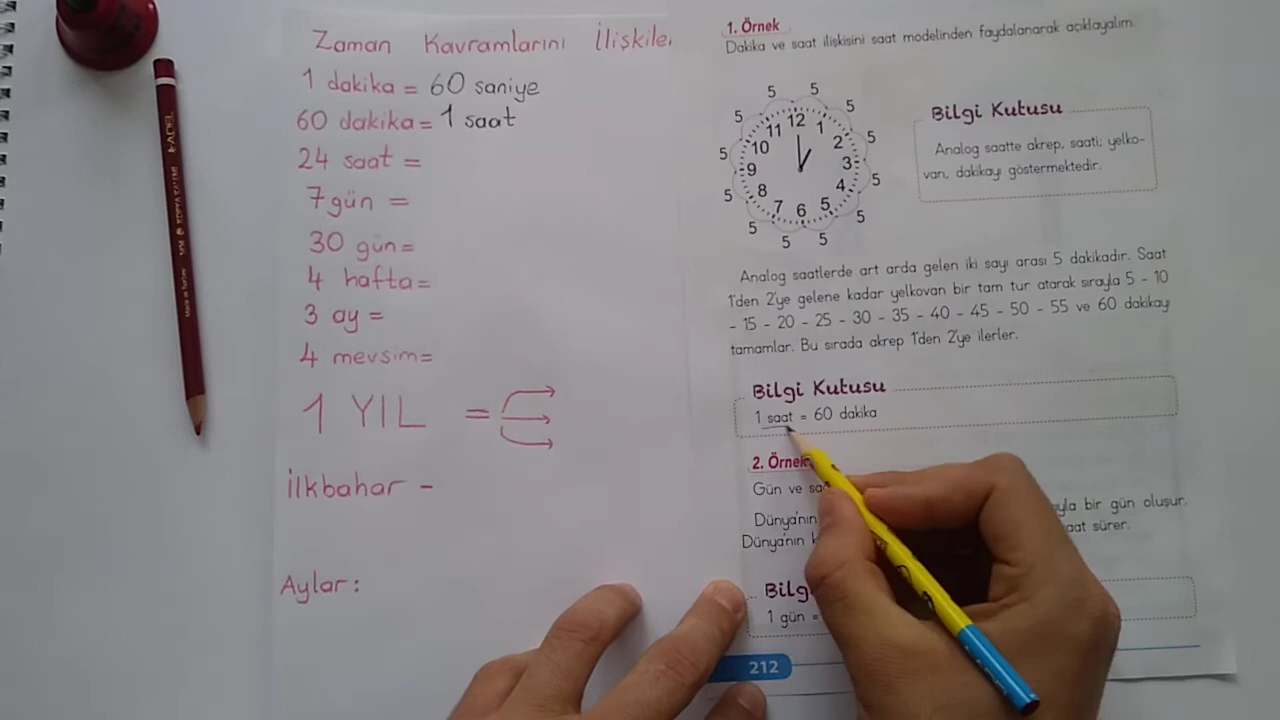 Zaman Kavramlarını İlişkile
1 dakika = 60 saniye
60 dakika = 1 saat
24 saat =
7 gün =
30 gün =
4 hafta =
3 ay =
4 mevsim =
1 YIL =
İlkbahar -
Aylar :
1. Örnek
Dakika ve saat ilişkisini saat modelinden faydalanarak açıklayalım.
5 5 5 5 5 5 5 5 5 5 5 5
12 1 2 3 4 5 6 7 8 9 10 11
Bilgi Kutusu
Analog saatte akrep, saati; yelko-
van, dakikayı göstermektedir.
Analog saatlerde art arda gelen iki sayı arası 5 dakikadır. Saat
1'den 2'ye gelene kadar yelkovan bir tam tur atarak sırayla 5 - 10
- 15 - 20 - 25 - 30 - 35 - 40 - 45 - 50 - 55 ve 60 dakikayı
tamamlar. Bu sırada akrep 1'den 2'ye ilerler.
Bilgi Kutusu
1 saat = 60 dakika
2. Örnek
Gün ve
Dünya'nın bir gün oluşur.
Dünya'nın sürer.
1 gün =
212
KADEL